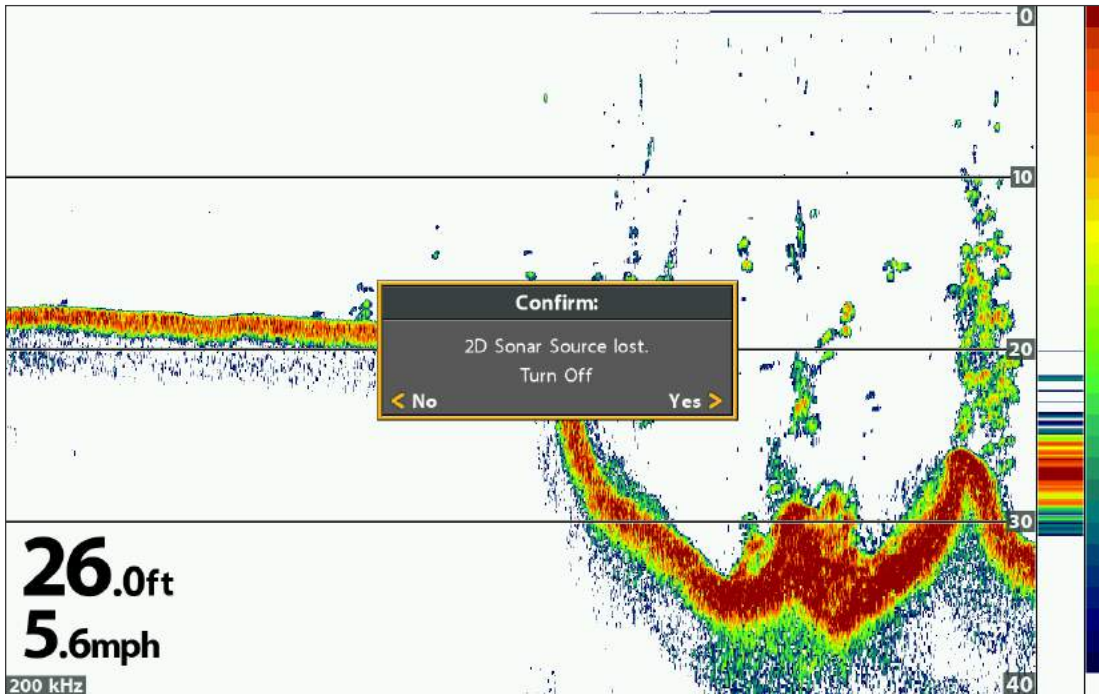 0
10
Confirm:
2D Sonar Source lost.
Turn Off
< No Yes >
20
30
26.0ft
5.6mph
200 kHz
40